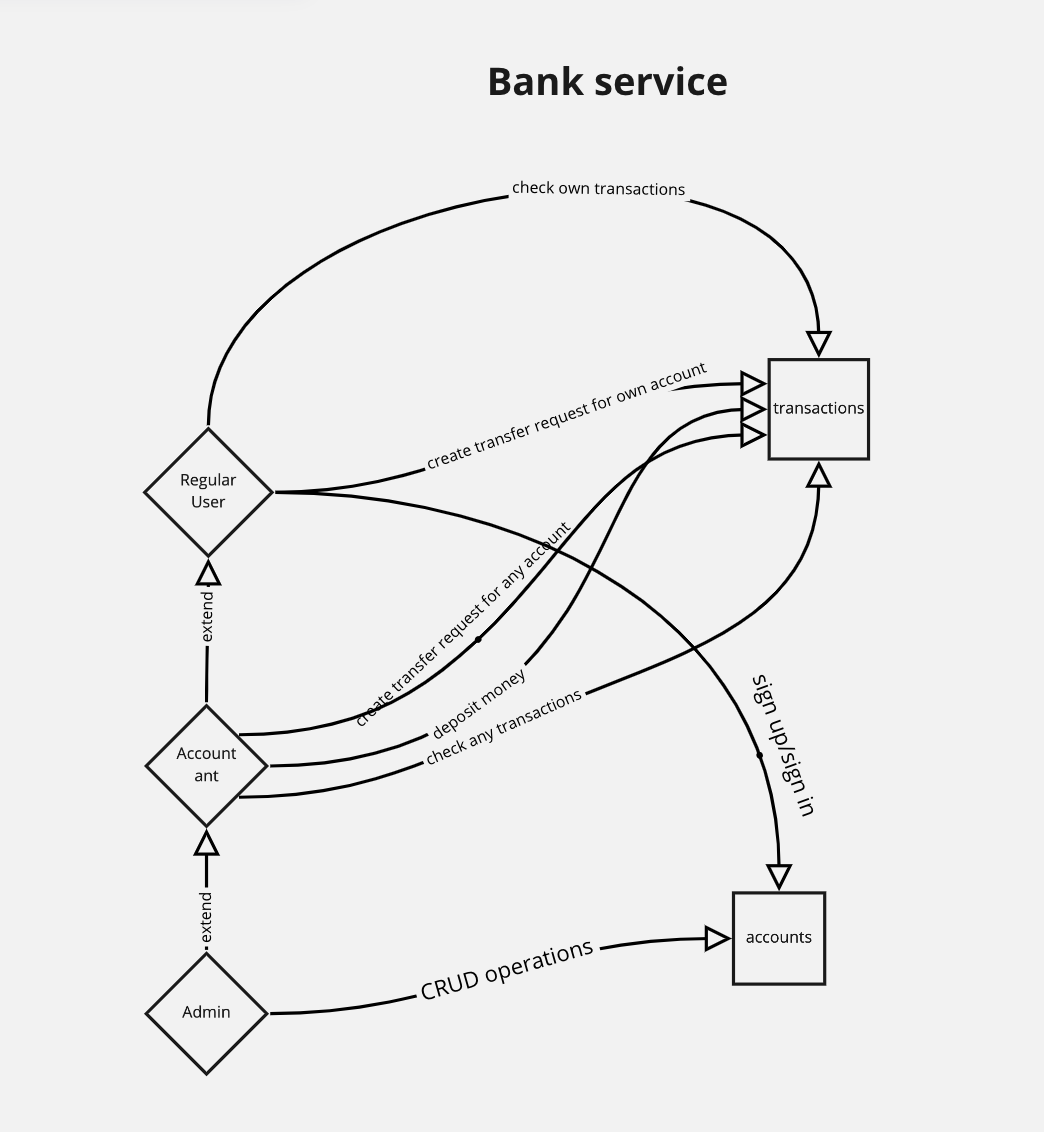 Bank service
check own transactions
create transfer request for own account
transactions
Regular
User
create transfer request for any account
extend
deposit money
check any transactions
sign up/sign in
Account
ant
extend
CRUD operations
accounts
Admin